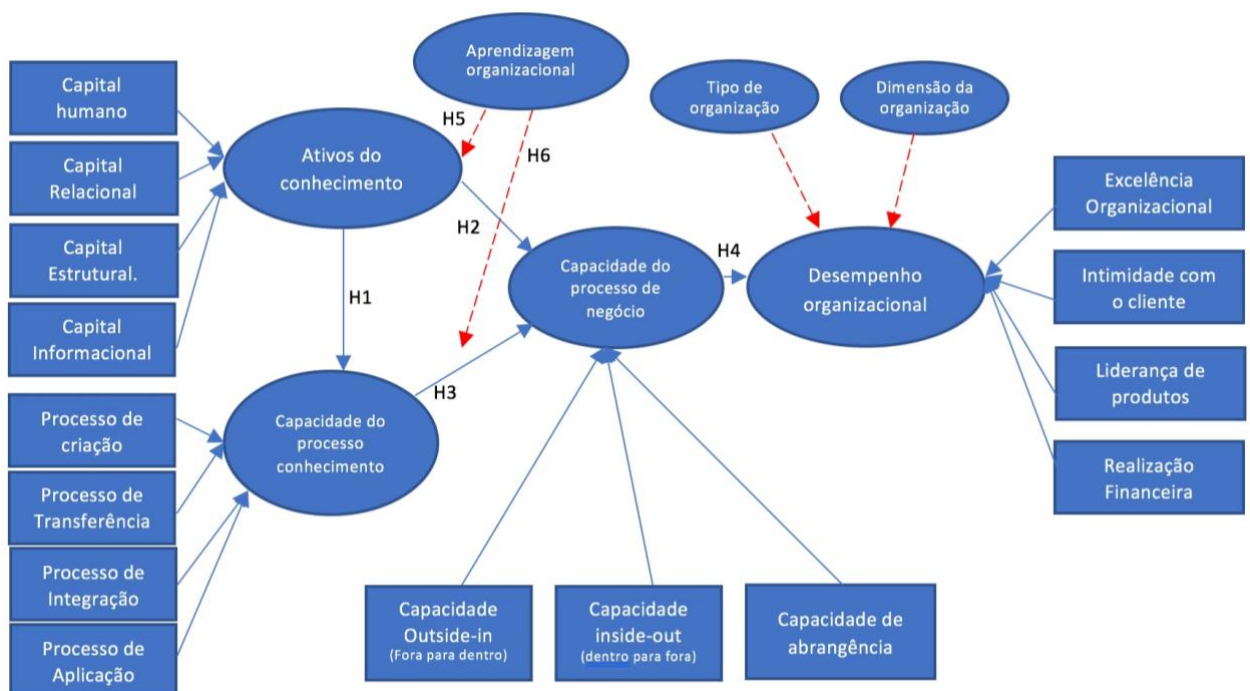 Aprendizagem
organizacional
Capital
humano
Tipo de
organização
Dimensão da
organização
H5
H6
Ativos do
conhecimento
Capital
Relacional
Excelência
Organizacional
H2
H4
Capital
Estrutural.
Capacidade do
processo de
negócio
Desempenho
organizacional
Intimidade com
o cliente
H1
Capital
Informacional
Liderança de
produtos
H3
Processo de
criação
Capacidade do
processo
conhecimento
Realização
Financeira
Processo de
Transferência
Processo de
Integração
Processo de
Aplicação
Capacidade
Outside-in
(Fora para dentro)
Capacidade
inside-out
(dentro para fora)
Capacidade de
abrangência